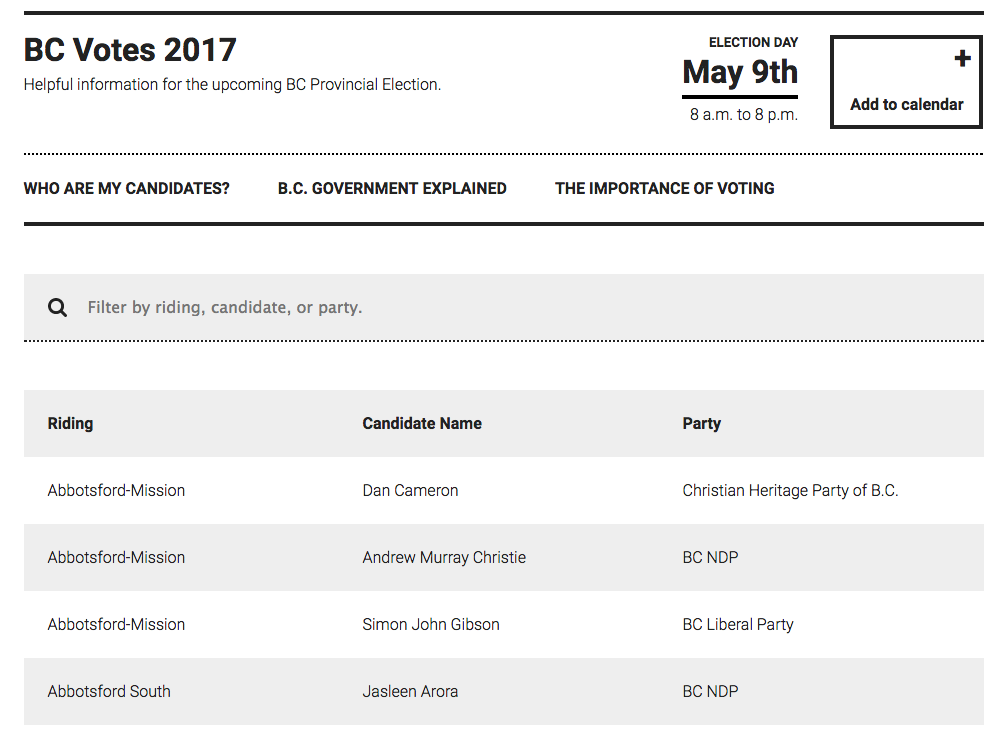 BC Votes 2017
Helpful information for the upcoming BC Provincial Election.
ELECTION DAY
May 9th
8 a.m. to 8 p.m.
+
Add to calendar
WHO ARE MY CANDIDATES? B.C. GOVERNMENT EXPLAINED THE IMPORTANCE OF VOTING
Filter by riding, candidate, or party.
Riding Candidate Name Party
Abbotsford-Mission Dan Cameron Christian Heritage Party of B.C.
Abbotsford-Mission Andrew Murray Christie BC NDP
Abbotsford-Mission Simon John Gibson BC Liberal Party
Abbotsford South Jasleen Arora BC NDP